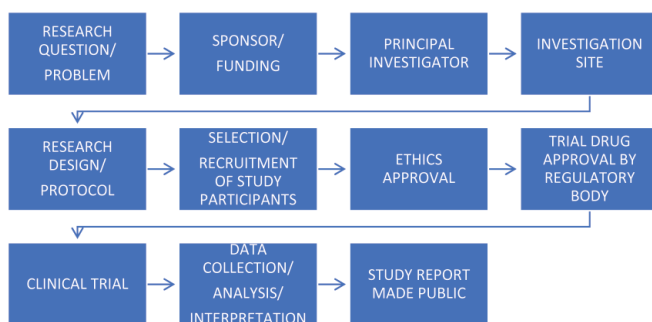 RESEARCH
QUESTION/
PROBLEM
SPONSOR/
FUNDING
PRINCIPAL
INVESTIGATOR
INVESTIGATION
SITE
RESEARCH
DESIGN/
PROTOCOL
SELECTION/
RECRUITMENT
OF STUDY
PARTICIPANTS
ETHICS
APPROVAL
TRIAL DRUG
APPROVAL BY
REGULATORY
BODY
CLINICAL TRIAL
DATA
COLLECTION/
ANALYSIS/
INTERPRETATION
STUDY REPORT
MADE PUBLIC